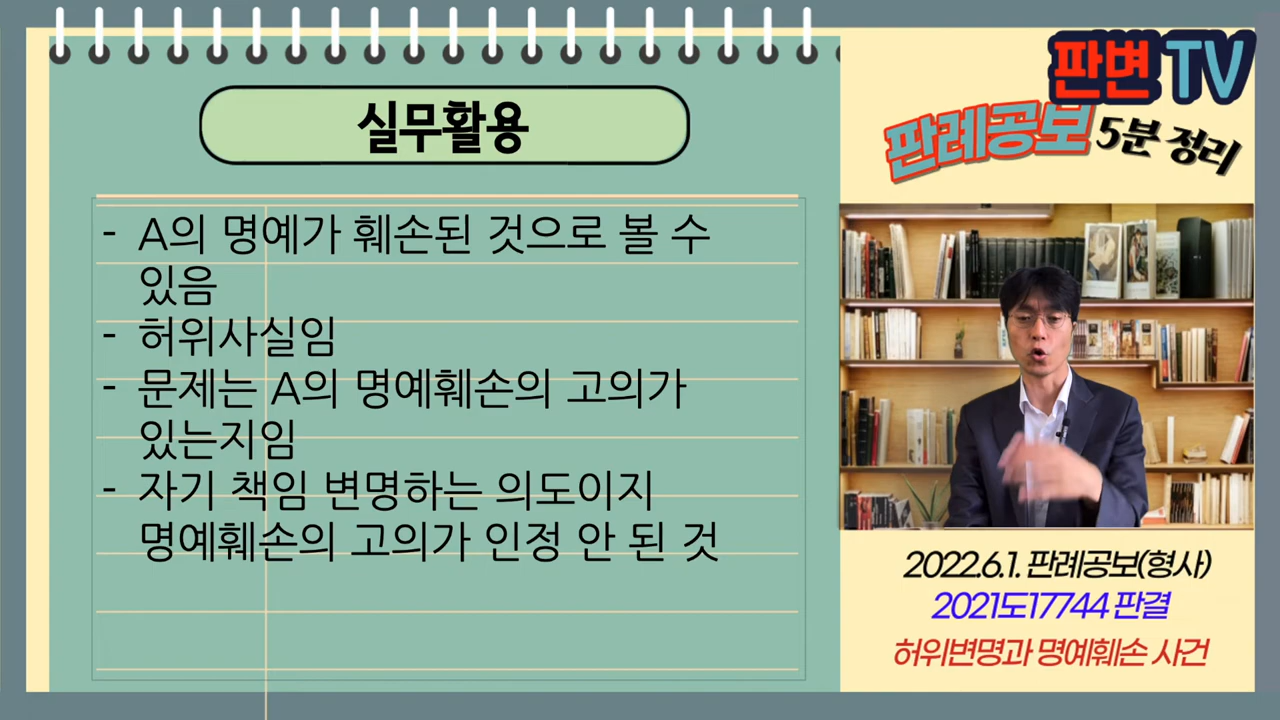 판변 TV
판례공보 5분 정리
실무활용
- A의 명예가 훼손된 것으로 볼 수
있음
- 허위사실임
- 문제는 A의 명예훼손의 고의가
있는지임
- 자기 책임 변명하는 의도이지
명예훼손의 고의가 인정 안 된 것
2022.6.1. 판례공보(형사)
2021도17744 판결
허위변명과 명예훼손 사건